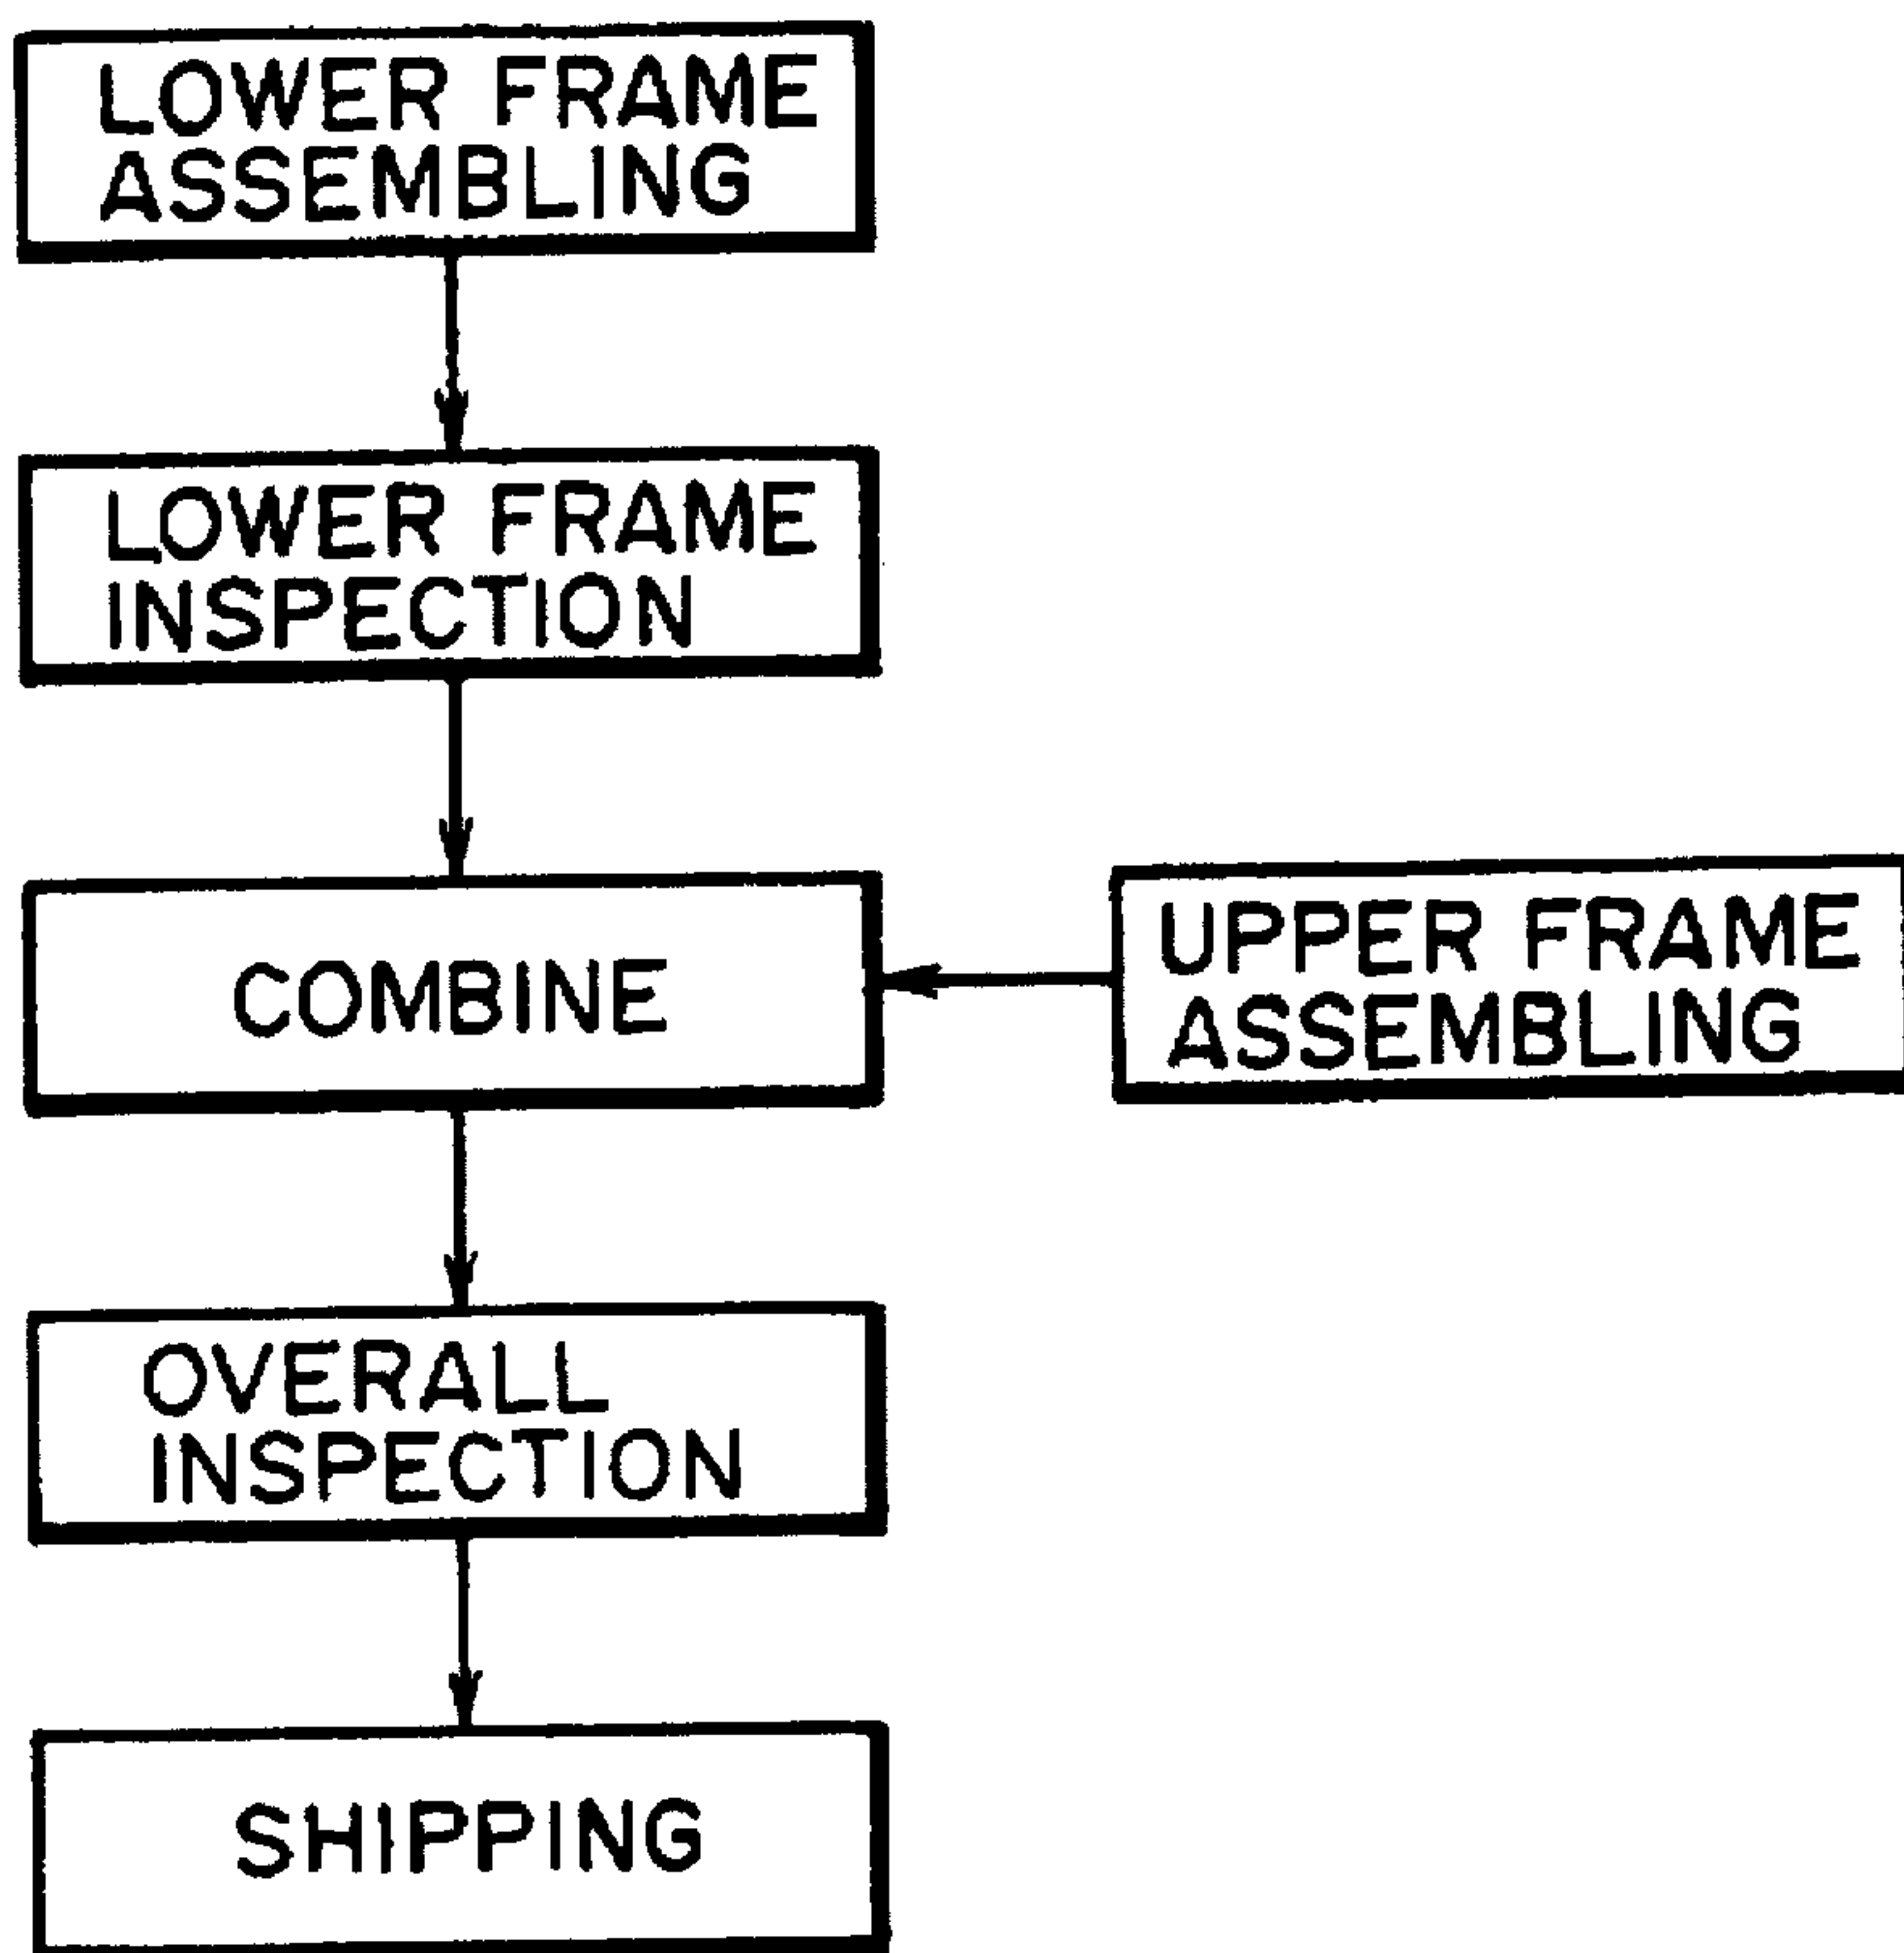 LOWER FRAME
ASSEMBLING
LOWER FRAME
INSPECTION
COMBINE
UPPER FRAME
ASSEMBLING
OVERALL
INSPECTION
SHIPPING